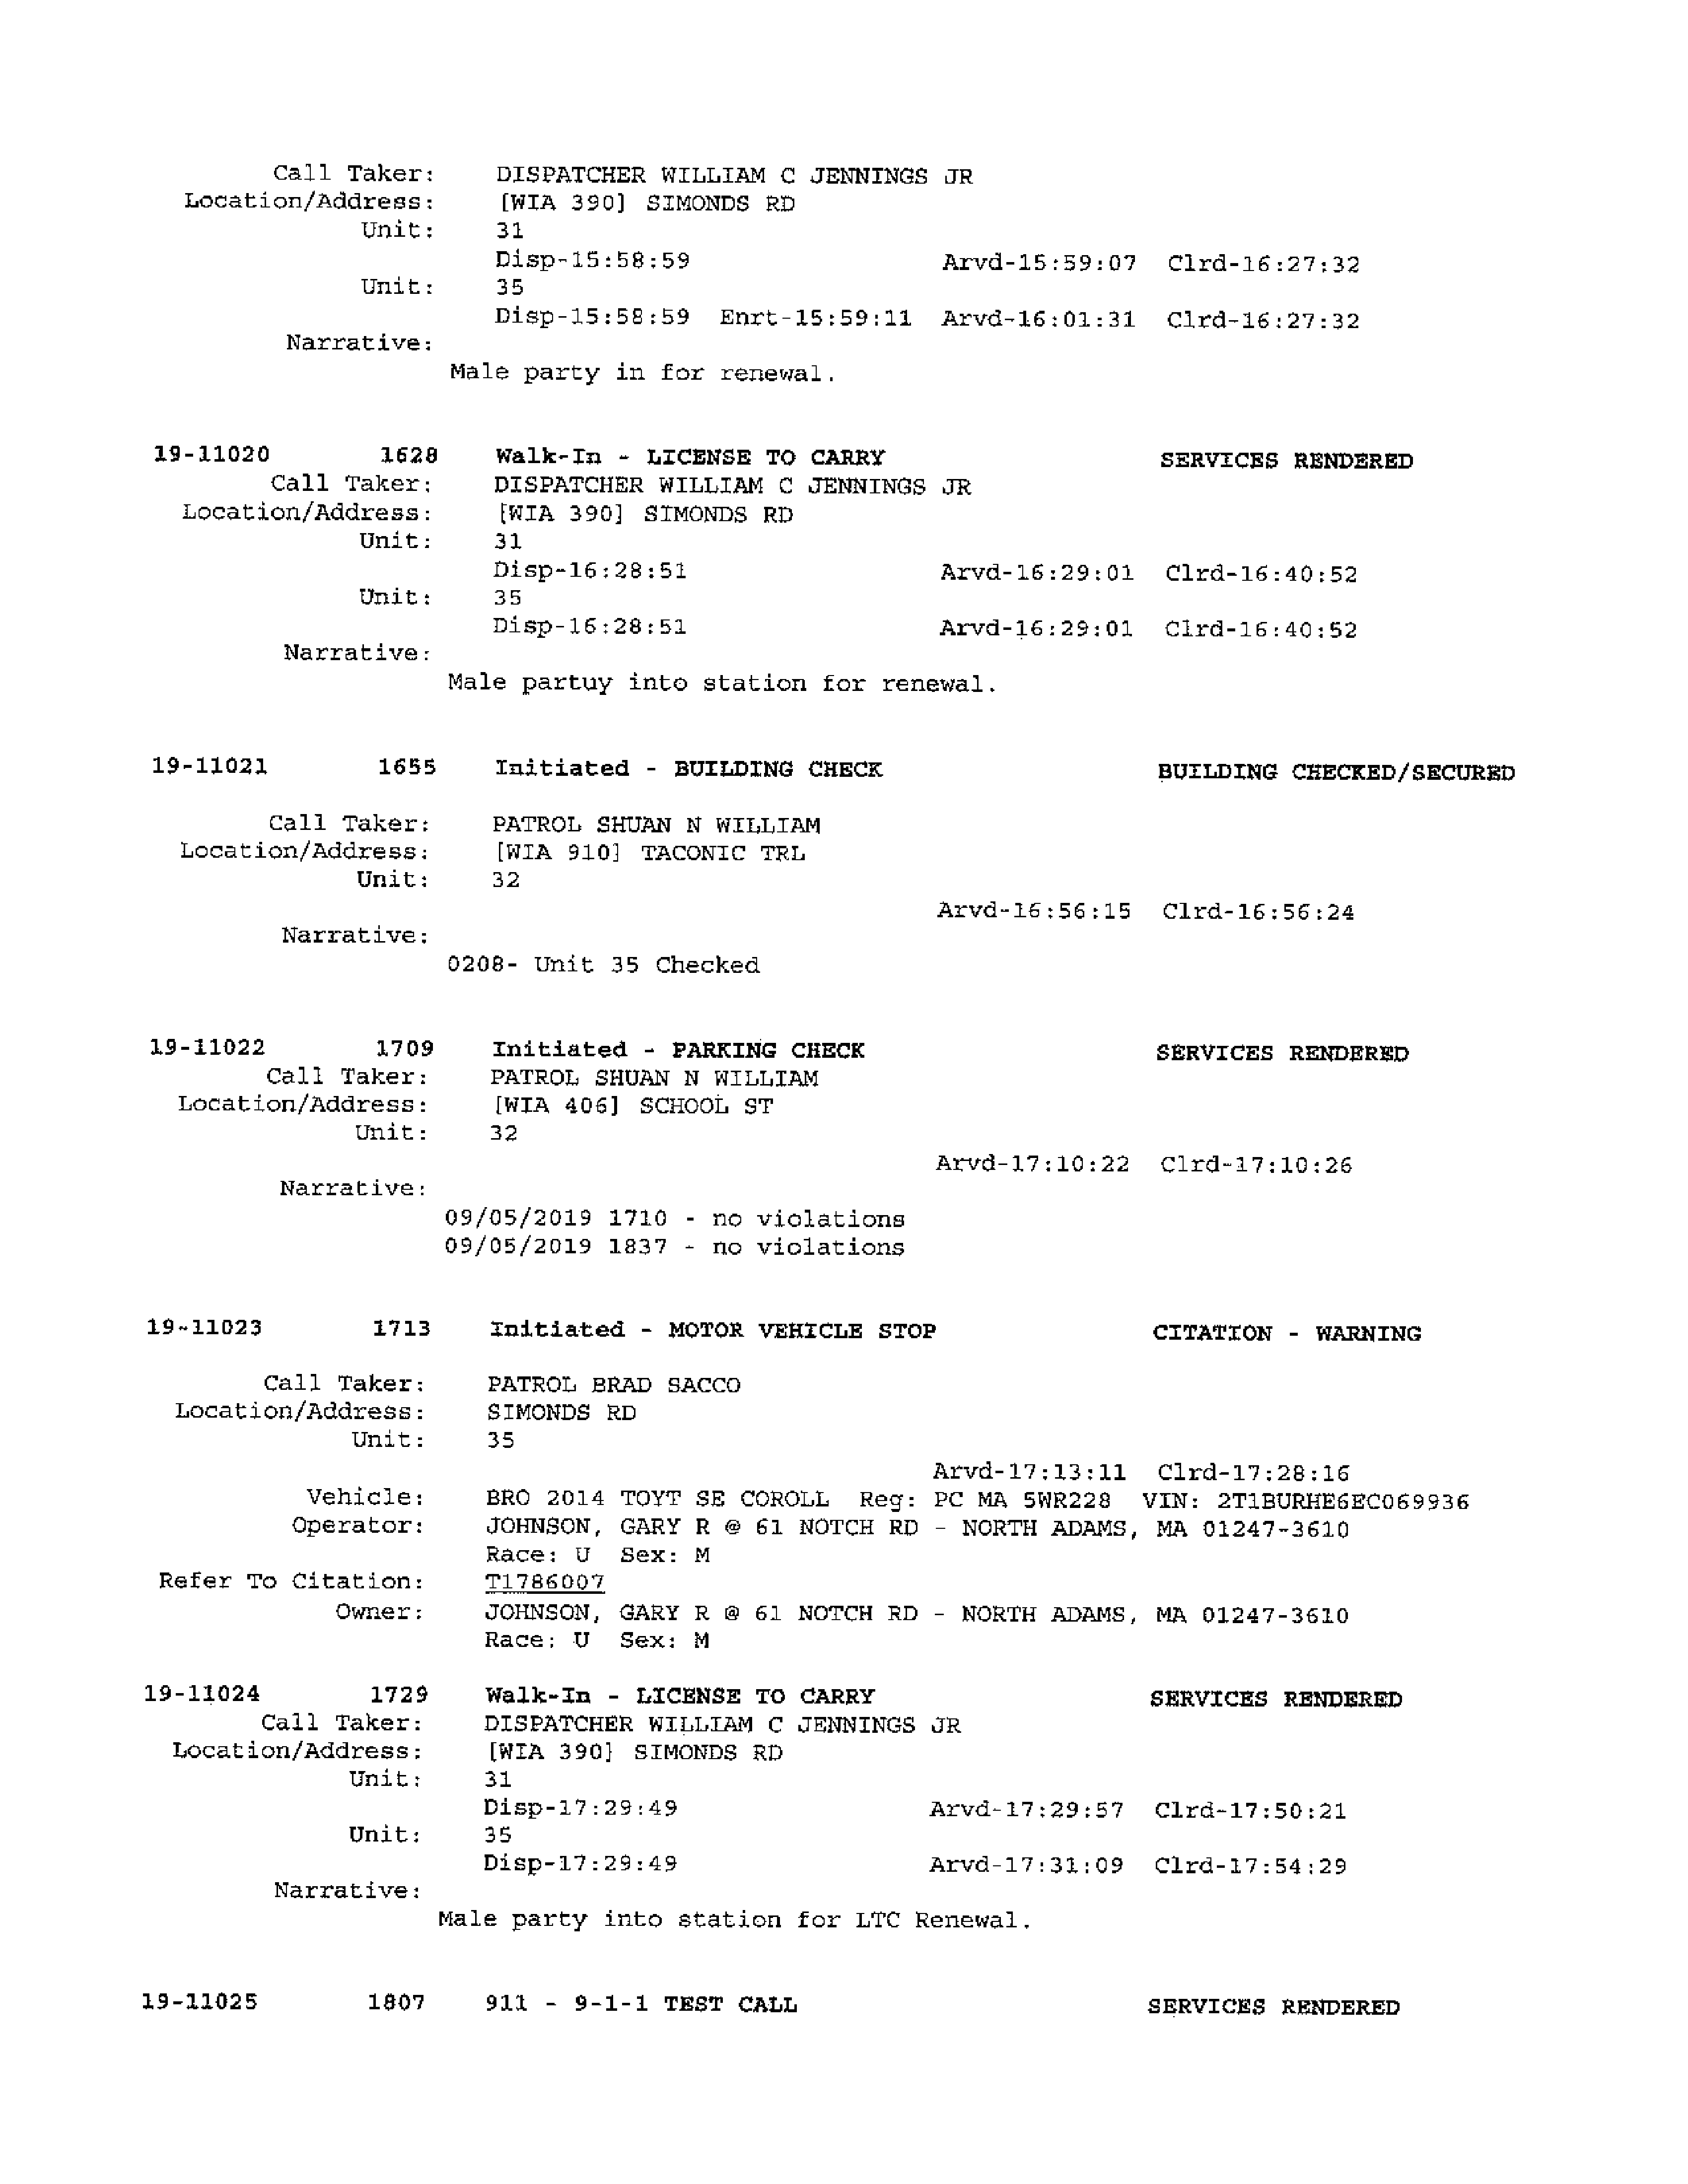 Call Taker: DISPATCHER WILLIAM C JENNINGS JR
Location/Address: [WIA 390] SIMONDS RD
Unit: 31
Disp-15:58:59 Arvd-15:59:07 Clrd-16:27:32
Unit: 35
Disp-15:58:59 Enrt-15:59:11 Arvd-16:01:31 Clrd-16:27:32
Narrative:
Male party in for renewal.
19-11020 1628 Walk-In - LICENSE TO CARRY SERVICES RENDERED
Call Taker: DISPATCHER WILLIAM C JENNINGS JR
Location/Address: [WIA 390] SIMONDS RD
Unit: 31
Disp-16:28:51 Arvd-16:29:01 Clrd-16:40:52
Unit: 35
Disp-16:28:51 Arvd-16:29:01 Clrd-16:40:52
Narrative:
Male partuy into station for renewal.
19-11021 1655 Initiated - BUILDING CHECK BUILDING CHECKED/SECURED
Call Taker: PATROL SHUAN N WILLIAM
Location/Address: [WIA 910] TACONIC TRL
Unit: 32
Arvd-16:56:15 Clrd-16:56:24
Narrative:
0208- Unit 35 Checked
19-11022 1709 Initiated - PARKING CHECK SERVICES RENDERED
Call Taker: PATROL SHUAN N WILLIAM
Location/Address: [WIA 406] SCHOOL ST
Unit: 32
Arvd-17:10:22 Clrd-17:10:26
Narrative:
09/05/2019 1710 - no violations
09/05/2019 1837 - no violations
19-11023 1713 Initiated - MOTOR VEHICLE STOP CITATION - WARNING
Call Taker: PATROL BRAD SACCO
Location/Address: SIMONDS RD
Unit: 35
Arvd-17:13:11 Clrd-17:28:16
Vehicle: BRO 2014 TOYT SE COROLL Reg: PC MA 5WR228 VIN: 2T1BURHE6EC069936
Operator: JOHNSON, GARY R @ 61 NOTCH RD - NORTH ADAMS, MA 01247-3610
Race: U Sex: M
Refer To Citation: T1786007
Owner: JOHNSON, GARY R @ 61 NOTCH RD - NORTH ADAMS, MA 01247-3610
Race: U Sex: M
19-11024 1729 Walk-In - LICENSE TO CARRY SERVICES RENDERED
Call Taker: DISPATCHER WILLIAM C JENNINGS JR
Location/Address: [WIA 390] SIMONDS RD
Unit: 31
Disp-17:29:49 Arvd-17:29:57 Clrd-17:50:21
Unit: 35
Disp-17:29:49 Arvd-17:31:09 Clrd-17:54:29
Narrative:
Male party into station for LTC Renewal.
19-11025 1807 911 - 9-1-1 TEST CALL SERVICES RENDERED